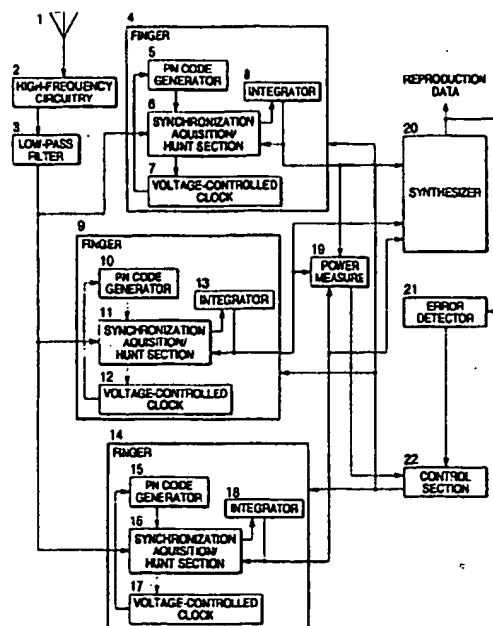 1
2
HIGH-FREQUENCY
CIRCUITRY
3
LOW-PASS
FILTER
4
FINGER
5
PN CODE
GENERATOR
6
SYNCHRONIZATION
AQUISITION/
HUNT SECTION
7
VOLTAGE-CONTROLLED
CLOCK
8
INTEGRATOR
9
FINGER
10
PN CODE
GENERATOR
11
SYNCHRONIZATION
AQUISITION/
HUNT SECTION
12
VOLTAGE-CONTROLLED
CLOCK
13
INTEGRATOR
14
FINGER
15
PN CODE
GENERATOR
16
SYNCHRONIZATION
AQUISITION/
HUNT SECTION
17
VOLTAGE-CONTROLLED
CLOCK
18
INTEGRATOR
19
POWER
MEASURE
REPRODUCTION
DATA
20
SYNTHESIZER
21
ERROR
DETECTOR
22
CONTROL
SECTION